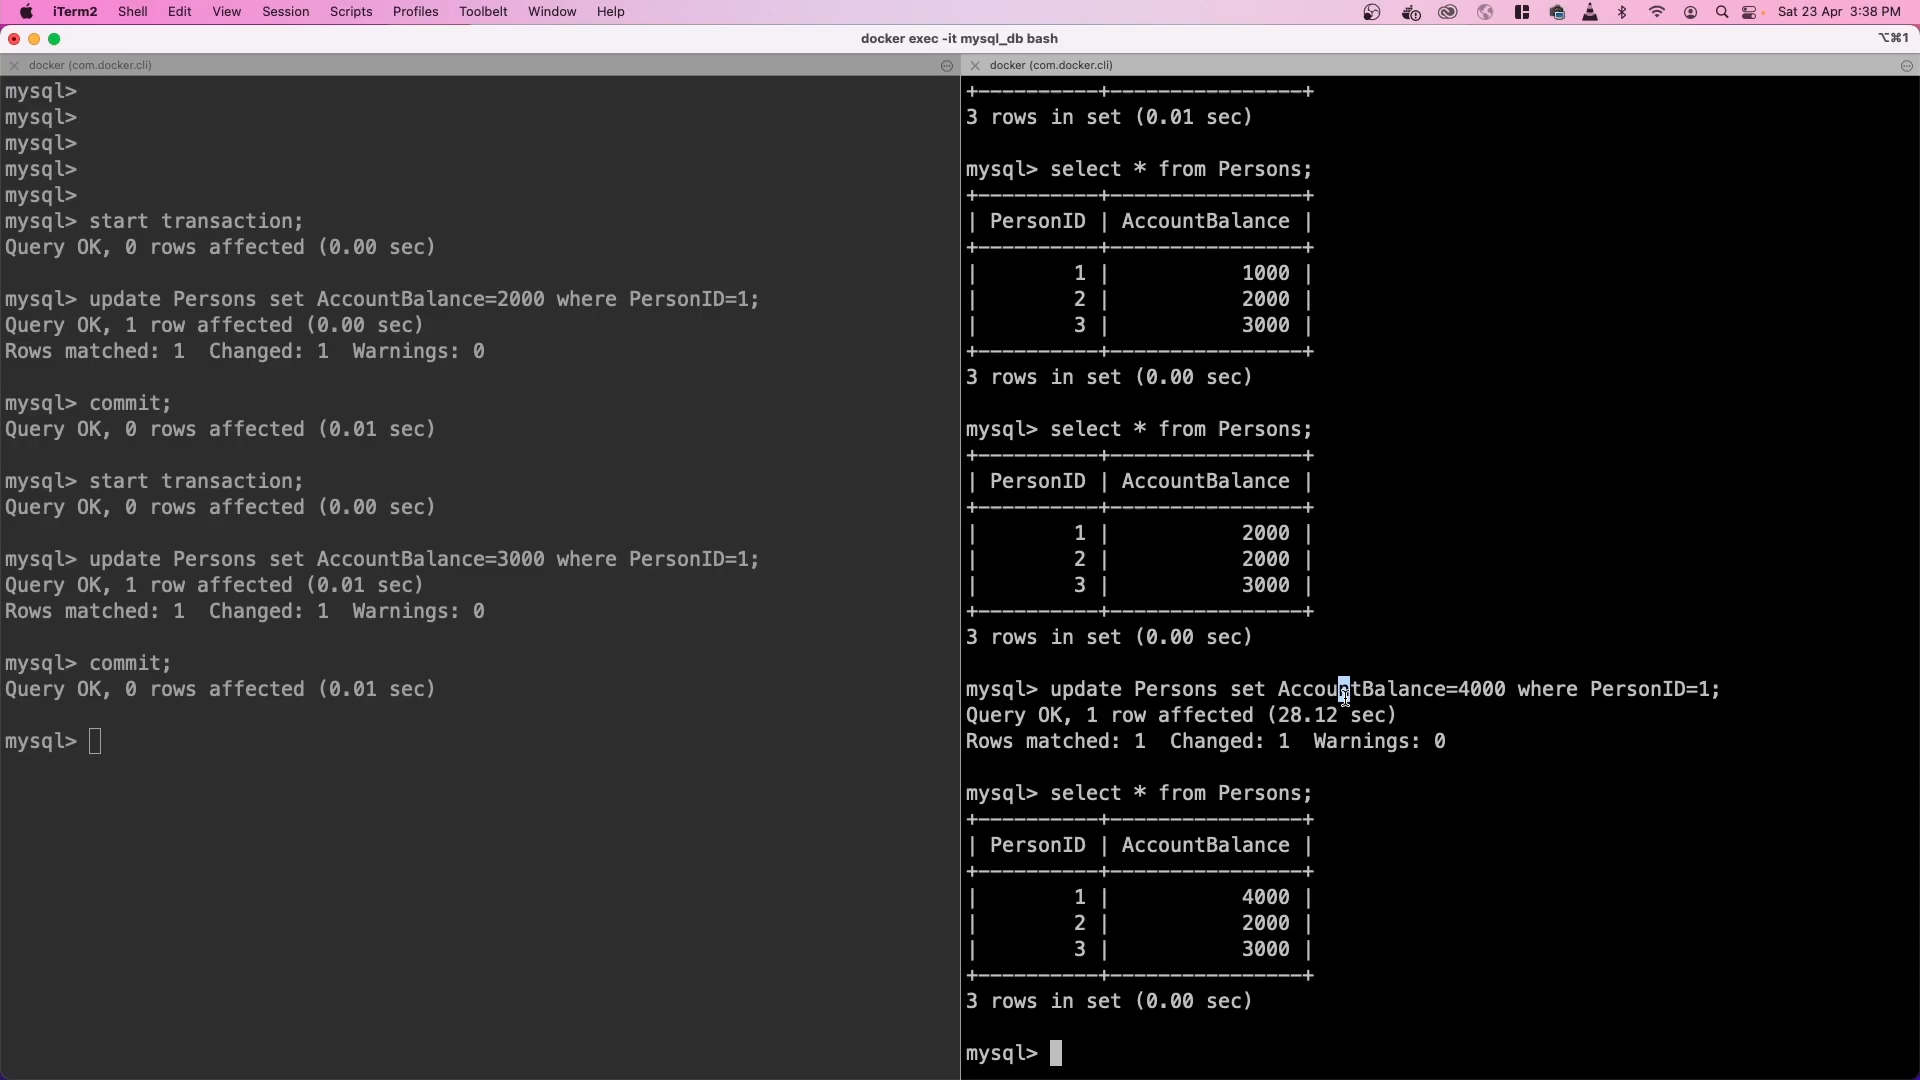 iTerm2 Shell Edit View Session Scripts Profiles Toolbelt Window Help Sat 23 Apr 3:38 PM
docker exec -it mysql_db bash ⌥⌘1
docker (com.docker.cli)
mysql>
mysql>
mysql>
mysql>
mysql>
mysql> start transaction;
Query OK, 0 rows affected (0.00 sec)
mysql> update Persons set AccountBalance=2000 where PersonID=1;
Query OK, 1 row affected (0.00 sec)
Rows matched: 1  Changed: 1  Warnings: 0
mysql> commit;
Query OK, 0 rows affected (0.01 sec)
mysql> start transaction;
Query OK, 0 rows affected (0.00 sec)
mysql> update Persons set AccountBalance=3000 where PersonID=1;
Query OK, 1 row affected (0.01 sec)
Rows matched: 1  Changed: 1  Warnings: 0
mysql> commit;
Query OK, 0 rows affected (0.01 sec)
mysql>
docker (com.docker.cli)
+----------+----------------+
3 rows in set (0.01 sec)
mysql> select * from Persons;
+----------+----------------+
| PersonID | AccountBalance |
+----------+----------------+
|        1 |           1000 |
|        2 |           2000 |
|        3 |           3000 |
+----------+----------------+
3 rows in set (0.00 sec)
mysql> select * from Persons;
+----------+----------------+
| PersonID | AccountBalance |
+----------+----------------+
|        1 |           2000 |
|        2 |           2000 |
|        3 |           3000 |
+----------+----------------+
3 rows in set (0.00 sec)
mysql> update Persons set AccountBalance=4000 where PersonID=1;
Query OK, 1 row affected (28.12 sec)
Rows matched: 1  Changed: 1  Warnings: 0
mysql> select * from Persons;
+----------+----------------+
| PersonID | AccountBalance |
+----------+----------------+
|        1 |           4000 |
|        2 |           2000 |
|        3 |           3000 |
+----------+----------------+
3 rows in set (0.00 sec)
mysql>